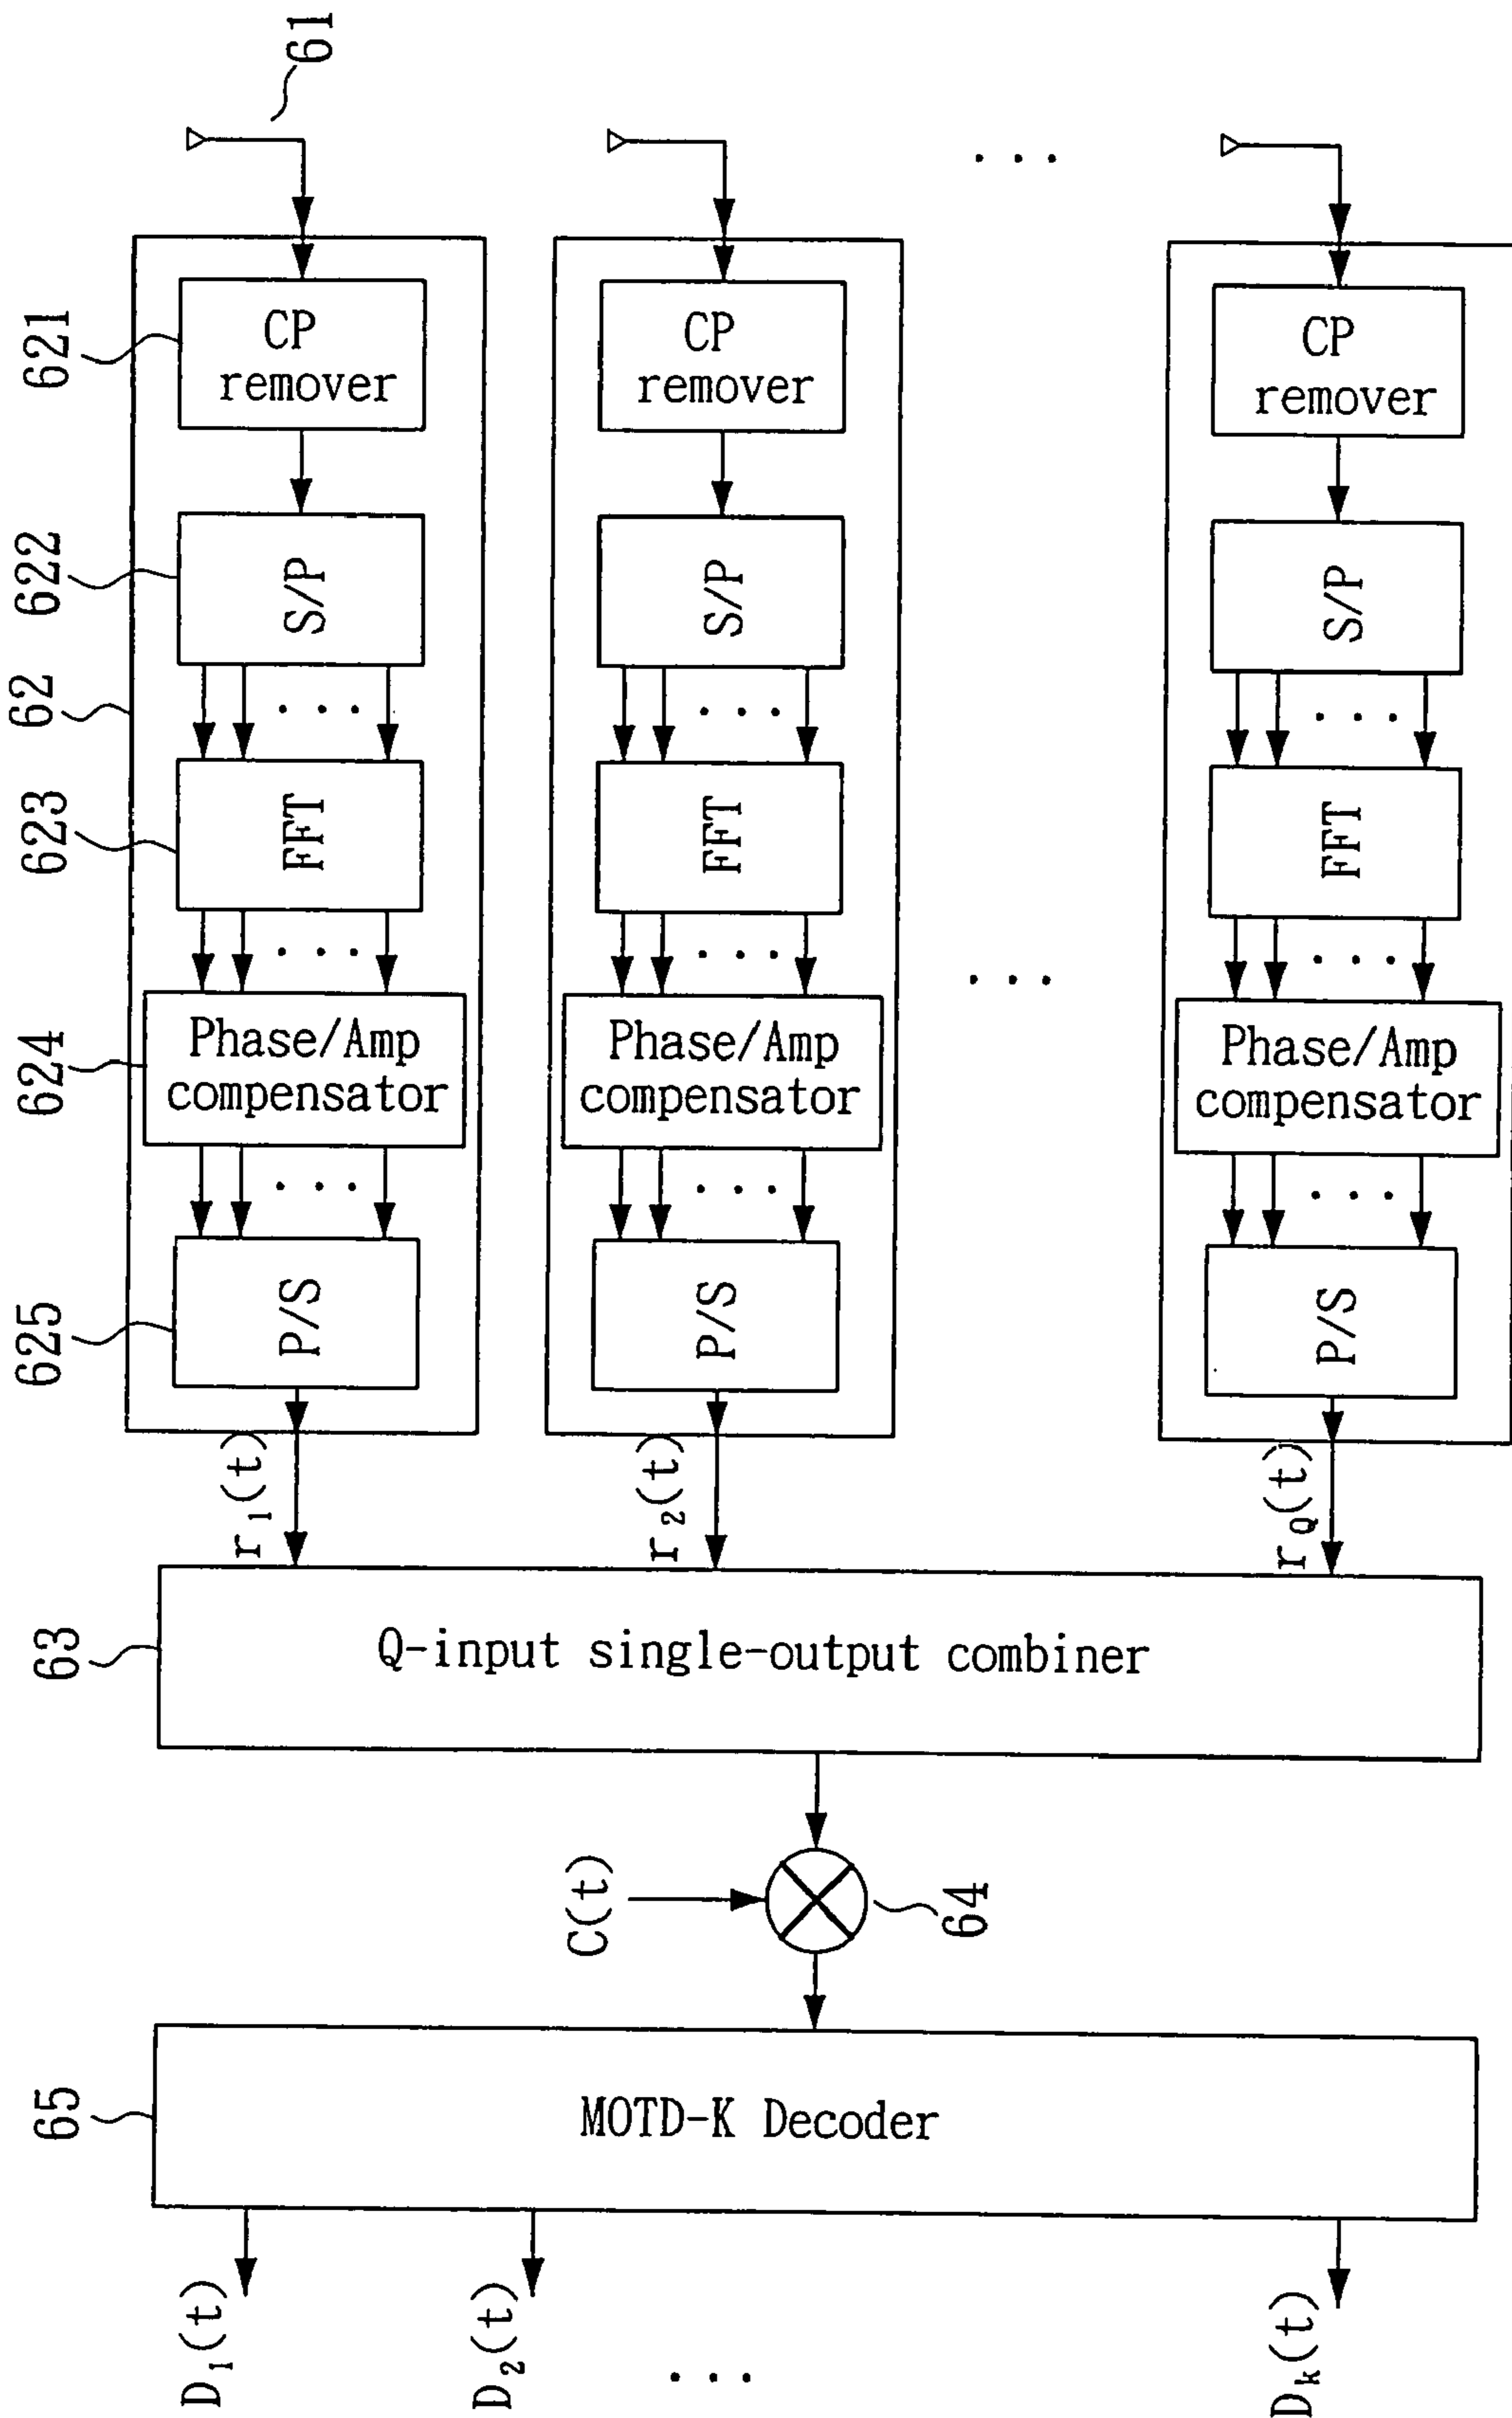 61
621
CP
remover
CP
remover
. . .
CP
remover
622
S/P
S/P
S/P
62
. . .
. . .
. . .
623
FFT
FFT
FFT
. . .
. . .
. . .
. . .
624
Phase/Amp
compensator
Phase/Amp
compensator
Phase/Amp
compensator
. . .
. . .
. . .
625
P/S
P/S
P/S
r₁(t)
r₂(t)
r_Q(t)
63
Q-input single-output combiner
C(t)
64
65
MOTD-K Decoder
D₁(t)
D₂(t)
. . .
Dₖ(t)